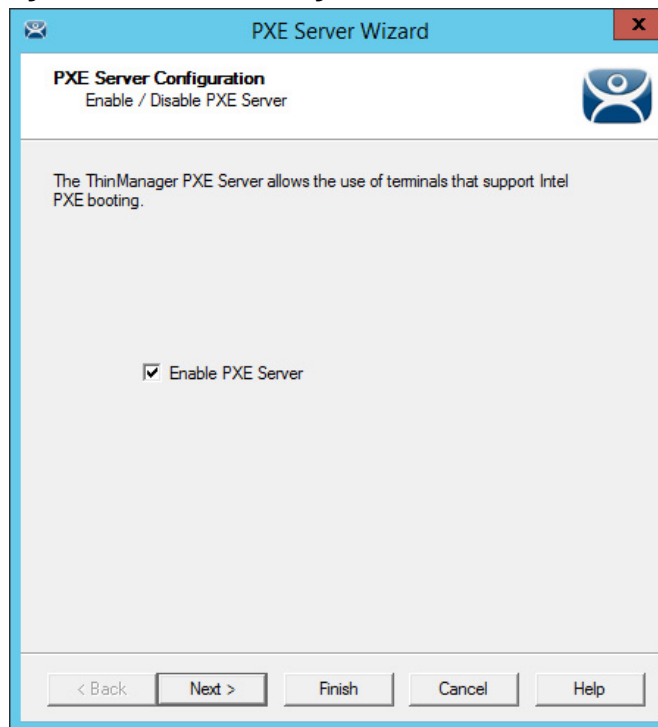 PXE Server Wizard
x
PXE Server Configuration
Enable / Disable PXE Server
The ThinManager PXE Server allows the use of terminals that support Intel
PXE booting.
Enable PXE Server
< Back Next > Finish Cancel Help